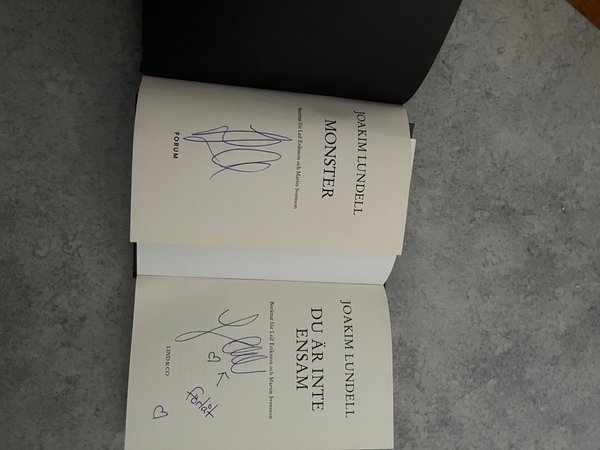 JOAKIM LUNDELL
MONSTER
Berättat för Leif Eriksson och Martin Svensson
FORUM
JOAKIM LUNDELL
DU ÄR INTE
ENSAM
Berättat för Leif Eriksson och Martin Svensson
förlåt
LIND & CO